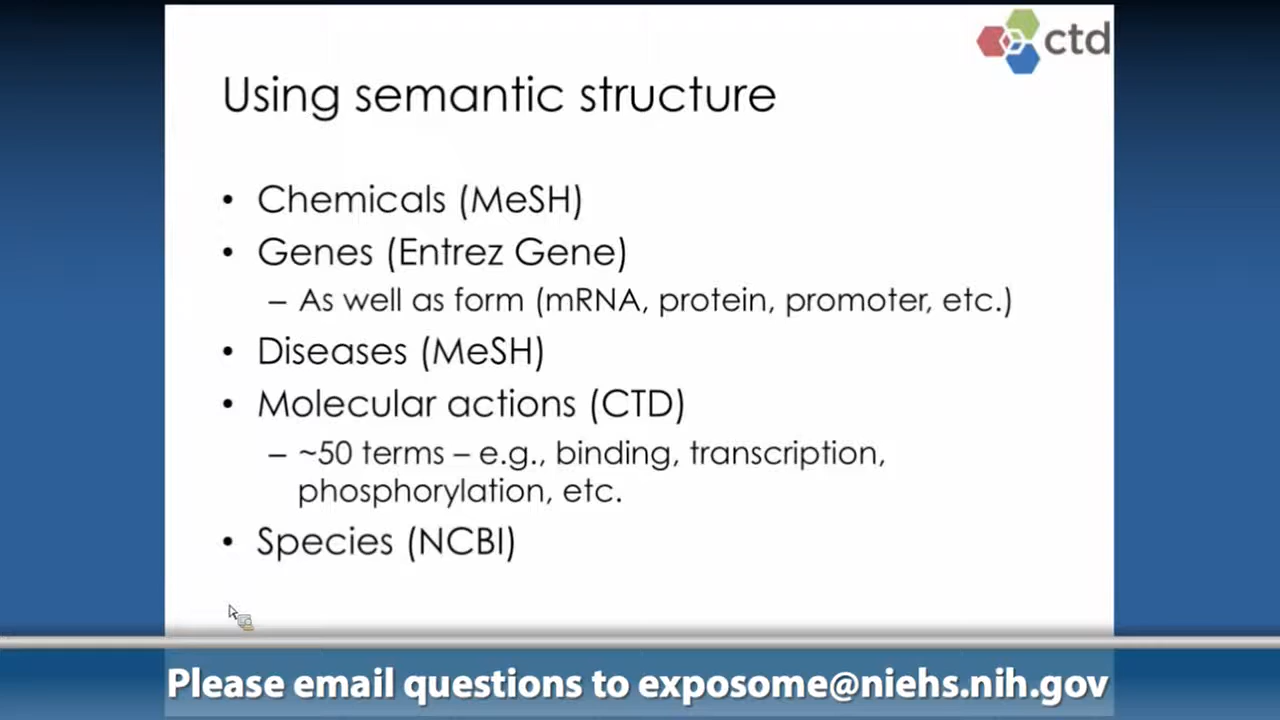 ctd
Using semantic structure
• Chemicals (MeSH)
• Genes (Entrez Gene)
– As well as form (mRNA, protein, promoter, etc.)
• Diseases (MeSH)
• Molecular actions (CTD)
– ~50 terms – e.g., binding, transcription,
phosphorylation, etc.
• Species (NCBI)
Please email questions to exposome@niehs.nih.gov